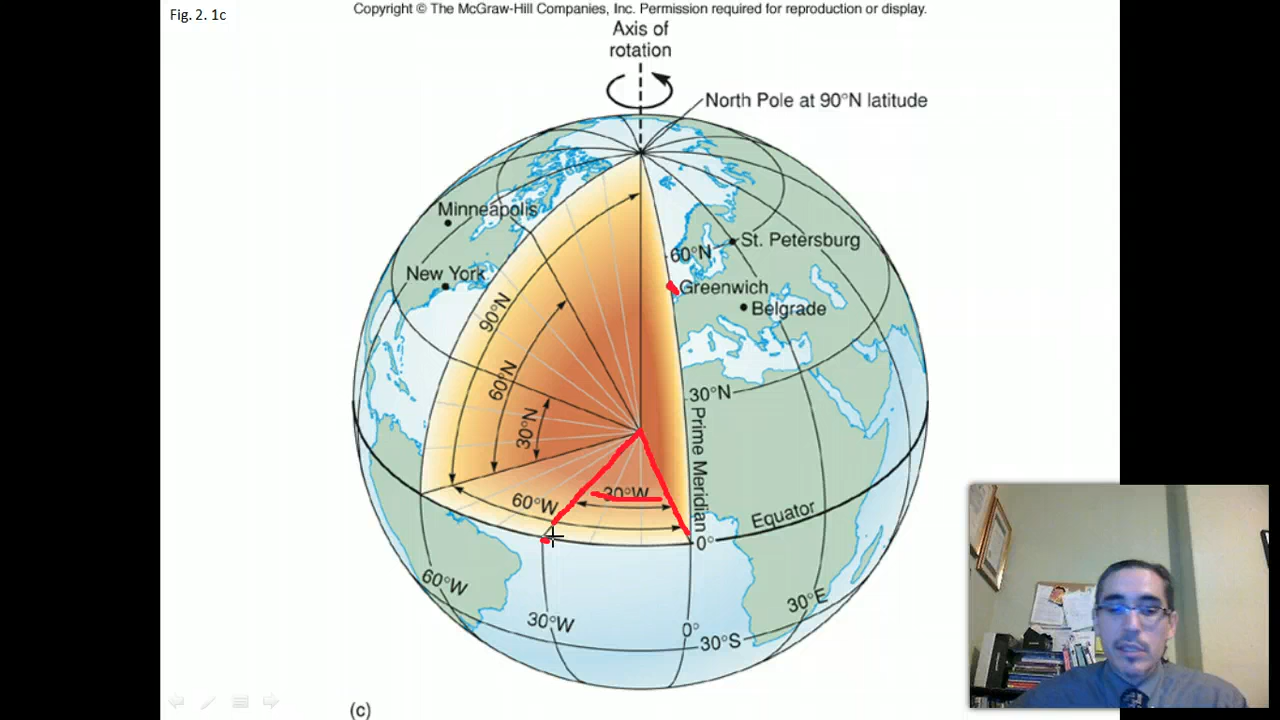 Fig. 2. 1c
Copyright © The McGraw-Hill Companies, Inc. Permission required for reproduction or display.
Axis of
rotation
North Pole at 90°N latitude
Minneapolis
St. Petersburg
60°N
New York
Greenwich
Belgrade
90°N
60°N
30°N
30°N
Prime Meridian
60°W
30°W
Equator
0°
60°W
30°E
30°W
0°
30°S
(c)